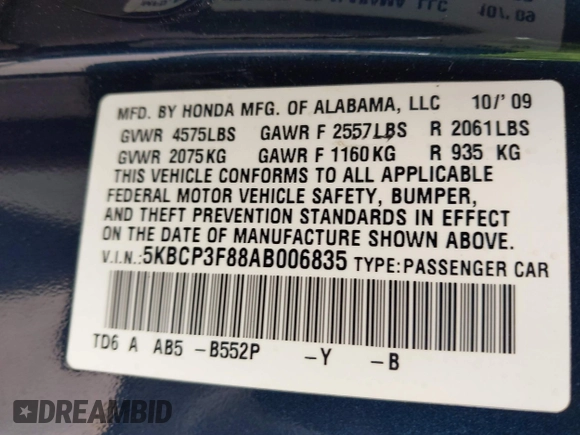 MFD. BY HONDA MFG. OF ALABAMA, LLC 10/'09
GVWR 4575LBS GAWR F 2557LBS R 2061LBS
GVWR 2075KG GAWR F 1160KG R 935 KG
THIS VEHICLE CONFORMS TO ALL APPLICABLE
FEDERAL MOTOR VEHICLE SAFETY, BUMPER,
AND THEFT PREVENTION STANDARDS IN EFFECT
ON THE DATE OF MANUFACTURE SHOWN ABOVE.
V.I.N.:5KBCP3F88AB006835 TYPE:PASSENGER CAR
TD6 A AB5 -B552P -Y -B
DREAMBID